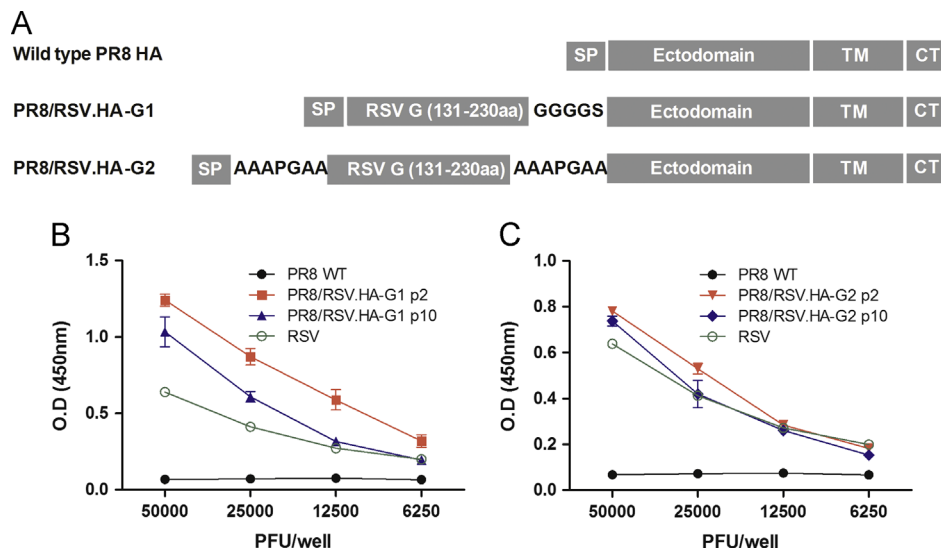 A
Wild type PR8 HA SP Ectodomain TM CT
PR8/RSV.HA-G1 SP RSV G (131-230aa) GGGGS Ectodomain TM CT
PR8/RSV.HA-G2 SP AAAPGAA RSV G (131-230aa) AAAPGAA Ectodomain TM CT
B
O.D (450nm)
1.5
1.0
0.5
0.0
PR8 WT
PR8/RSV.HA-G1 p2
PR8/RSV.HA-G1 p10
RSV
50000 25000 12500 6250
PFU/well
C
O.D (450nm)
1.0
0.8
0.6
0.4
0.2
0.0
PR8 WT
PR8/RSV.HA-G2 p2
PR8/RSV.HA-G2 p10
RSV
50000 25000 12500 6250
PFU/well